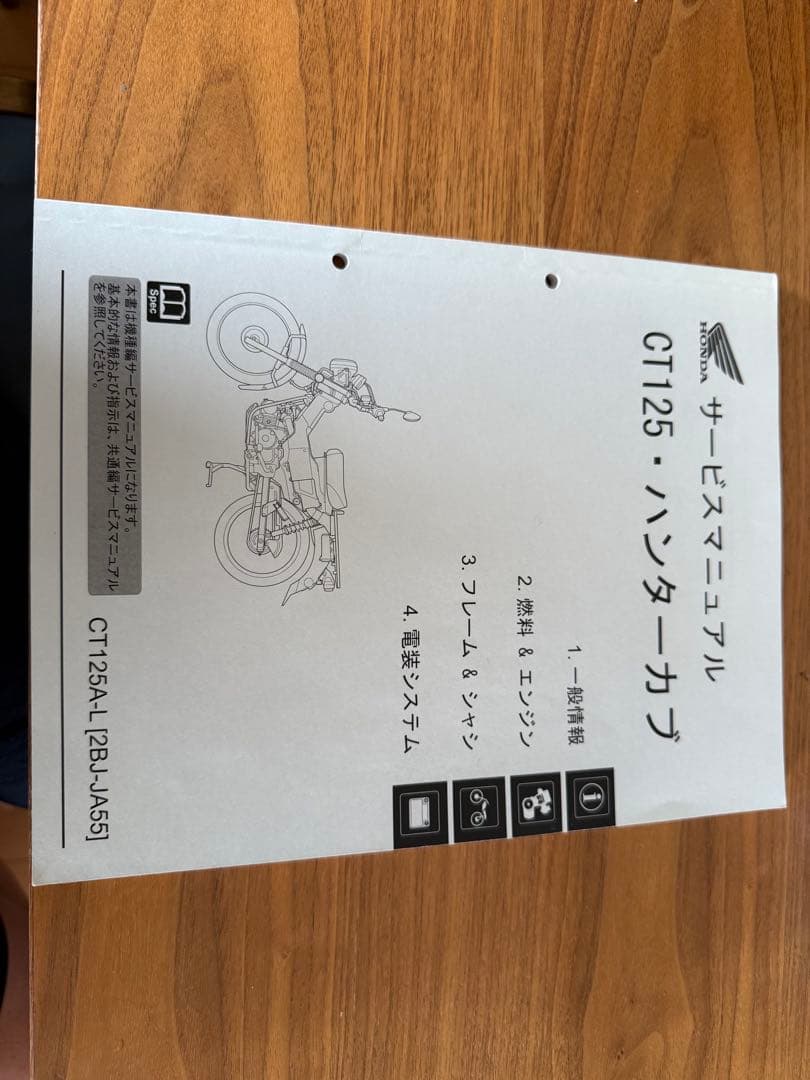 HONDA
サービスマニュアル
CT125・ハンターカブ
1. 一般情報
2. 燃料 & エンジン
3. フレーム & シャシ
4. 電装システム
Spec
本書は機種編サービスマニュアルになります。
基本的な情報および指示は、共通編サービスマニュアル
を参照してください。
CT125A-L [2BJ-JA55]